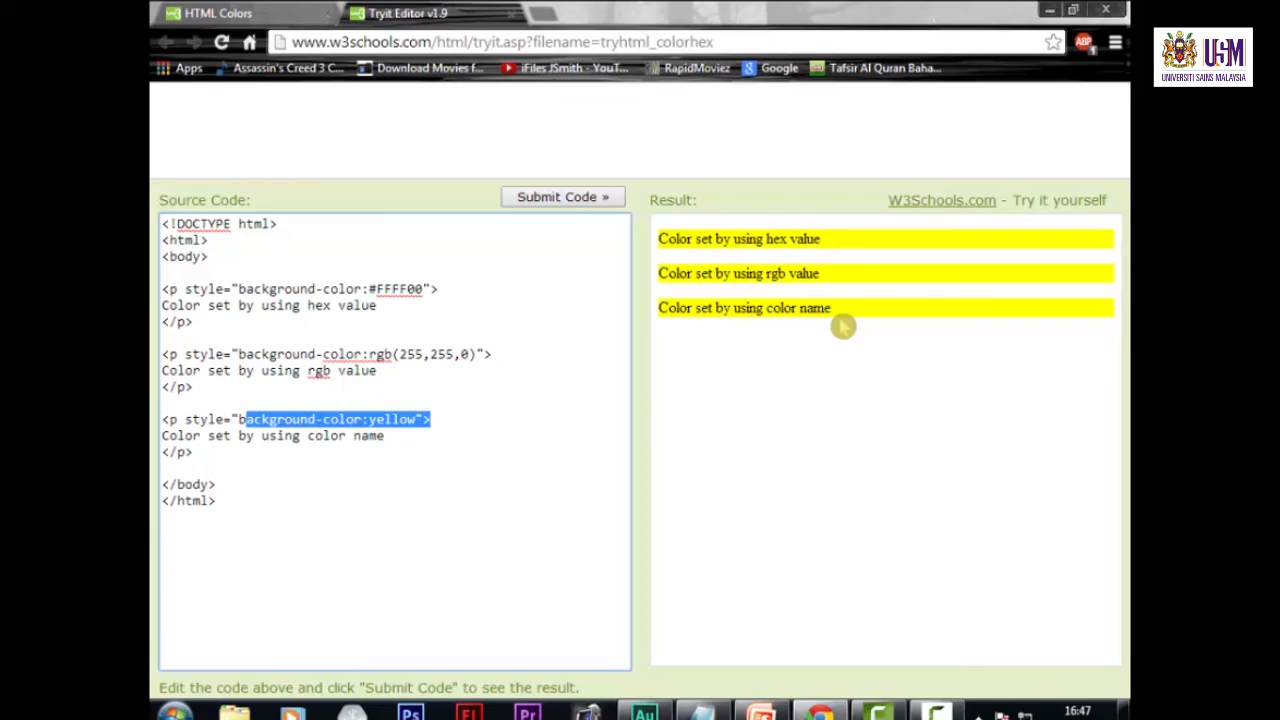 HTML Colors
Tryit Editor v1.9
www.w3schools.com/html/tryit.asp?filename=tryhtml_colorhex
ABP
1
Apps
Assassin's Creed 3 C...
Download Movies f...
iFiles JSmith - YouT...
RapidMoviez
Google
Tafsir Al Quran Baha...
USM
UNIVERSITI SAINS MALAYSIA
Source Code:
Submit Code »
<!DOCTYPE html>
<html>
<body>
<p style="background-color:#FFFF00">
Color set by using hex value
</p>
<p style="background-color:rgb(255,255,0)">
Color set by using rgb value
</p>
<p style="background-color:yellow">
Color set by using color name
</p>
</body>
</html>
Result:
W3Schools.com - Try it yourself
Color set by using hex value
Color set by using rgb value
Color set by using color name
Edit the code above and click "Submit Code" to see the result.
Ps
Fl
Pr
Au
16:47